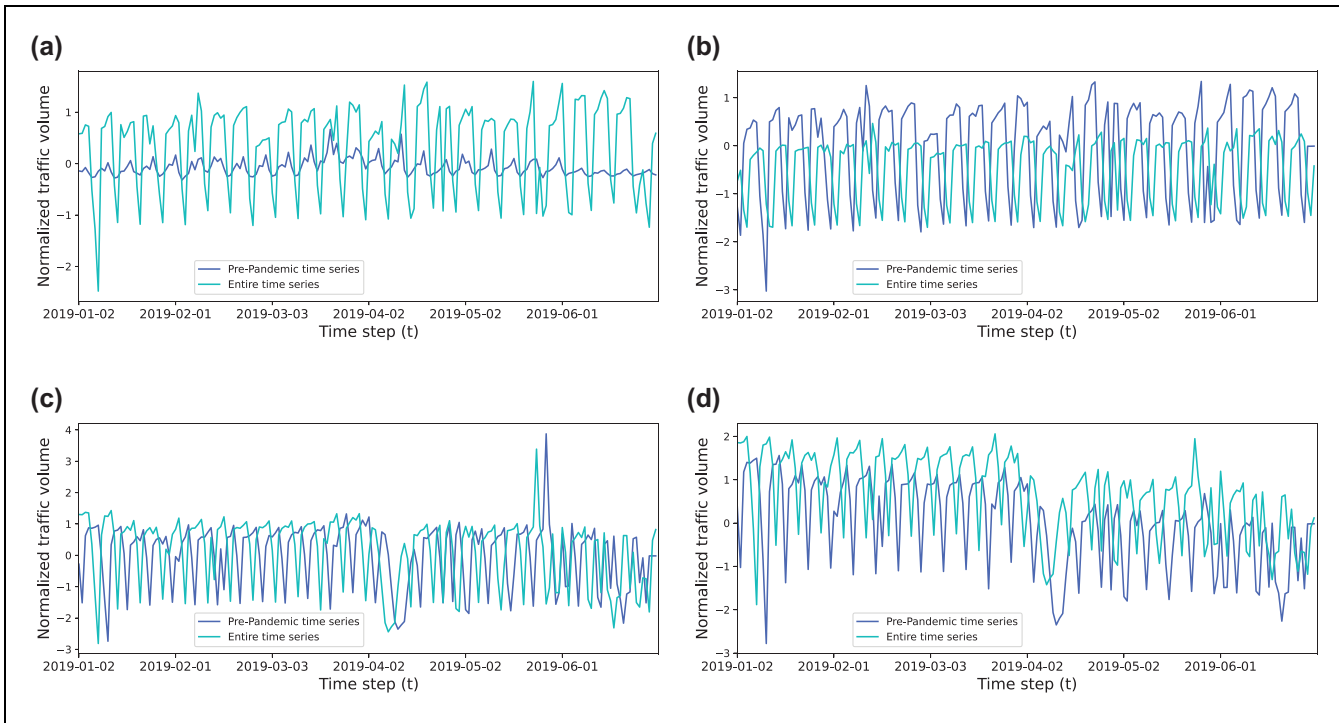 (a)
Normalized traffic volume
1
0
−1
−2
Pre-Pandemic time series
Entire time series
2019-01-02 2019-02-01 2019-03-03 2019-04-02 2019-05-02 2019-06-01
Time step (t)
(b)
Normalized traffic volume
1
0
−1
−2
−3
Pre-Pandemic time series
Entire time series
2019-01-02 2019-02-01 2019-03-03 2019-04-02 2019-05-02 2019-06-01
Time step (t)
(c)
Normalized traffic volume
4
3
2
1
0
−1
−2
−3
Pre-Pandemic time series
Entire time series
2019-01-02 2019-02-01 2019-03-03 2019-04-02 2019-05-02 2019-06-01
Time step (t)
(d)
Normalized traffic volume
2
1
0
−1
−2
−3
Pre-Pandemic time series
Entire time series
2019-01-02 2019-02-01 2019-03-03 2019-04-02 2019-05-02 2019-06-01
Time step (t)